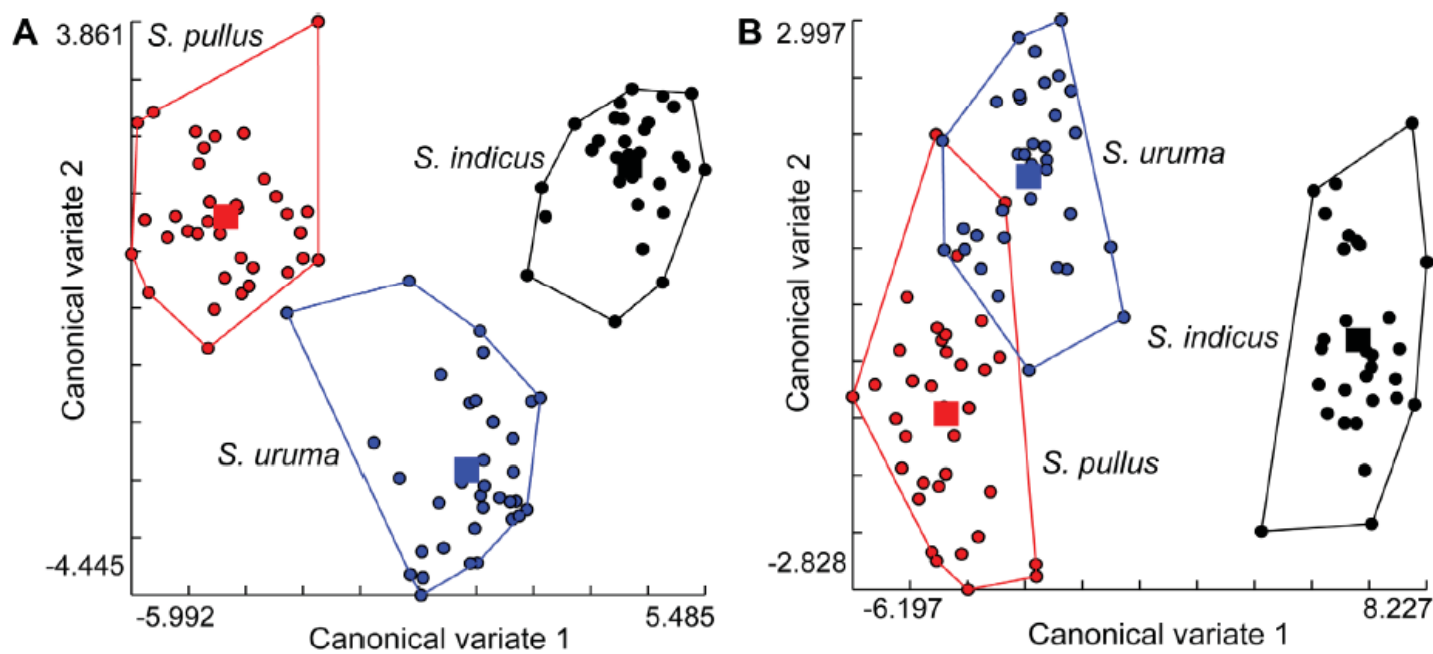 A
3.861
S. pullus
S. indicus
S. uruma
Canonical variate 2
-4.445
-5.992
5.485
Canonical variate 1
B
2.997
S. uruma
S. indicus
S. pullus
Canonical variate 2
-2.828
-6.197
8.227
Canonical variate 1